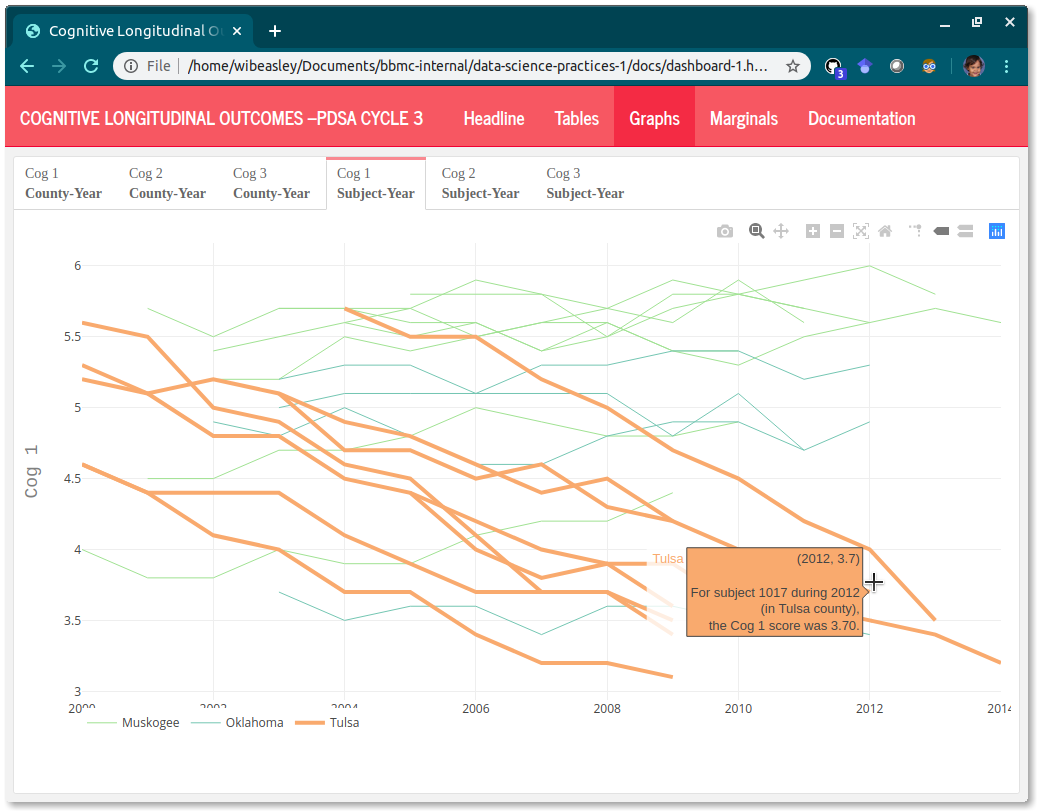 Cognitive Longitudinal O
File
/home/wibeasley/Documents/bbmc-internal/data-science-practices-1/docs/dashboard-1.h...
3
COGNITIVE LONGITUDINAL OUTCOMES –PDSA CYCLE 3
Headline
Tables
Graphs
Marginals
Documentation
Cog 1
County-Year
Cog 2
County-Year
Cog 3
County-Year
Cog 1
Subject-Year
Cog 2
Subject-Year
Cog 3
Subject-Year
6
5.5
5
4.5
4
3.5
3
Cog 1
Tulsa
(2012, 3.7)
For subject 1017 during 2012
(in Tulsa county),
the Cog 1 score was 3.70.
2000
2002
2004
2006
2008
2010
2012
2014
Muskogee
Oklahoma
Tulsa